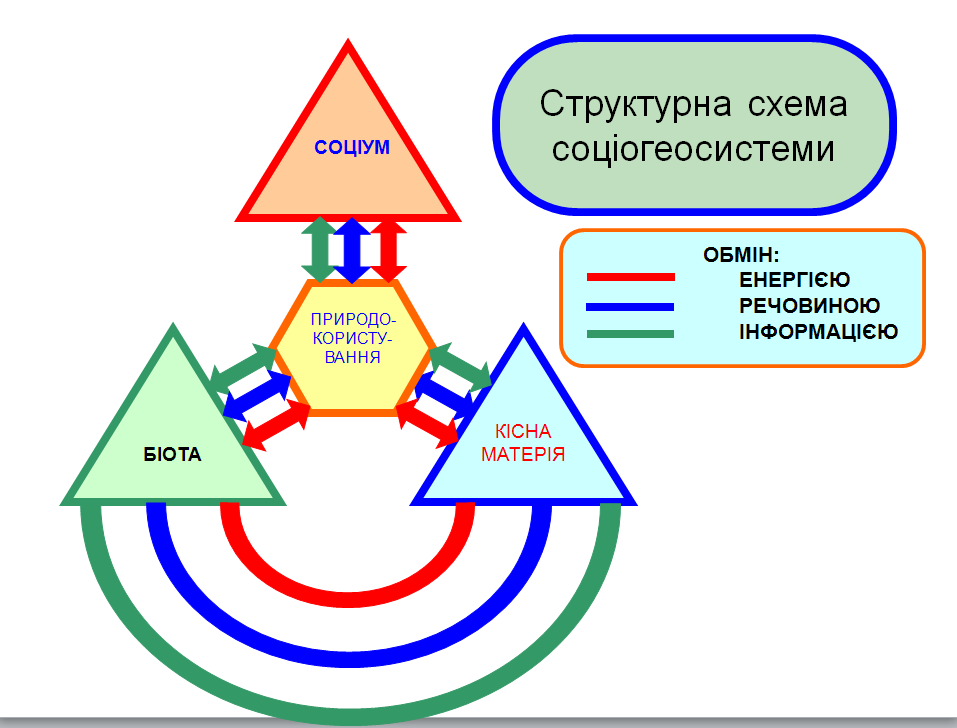 Структурна схема
соціогеосистеми
СОЦІУМ
ОБМІН:
ЕНЕРГІЄЮ
РЕЧОВИНОЮ
ІНФОРМАЦІЄЮ
ПРИРОДО-
КОРИСТУ-
ВАННЯ
БІОТА
КІСНА
МАТЕРІЯ